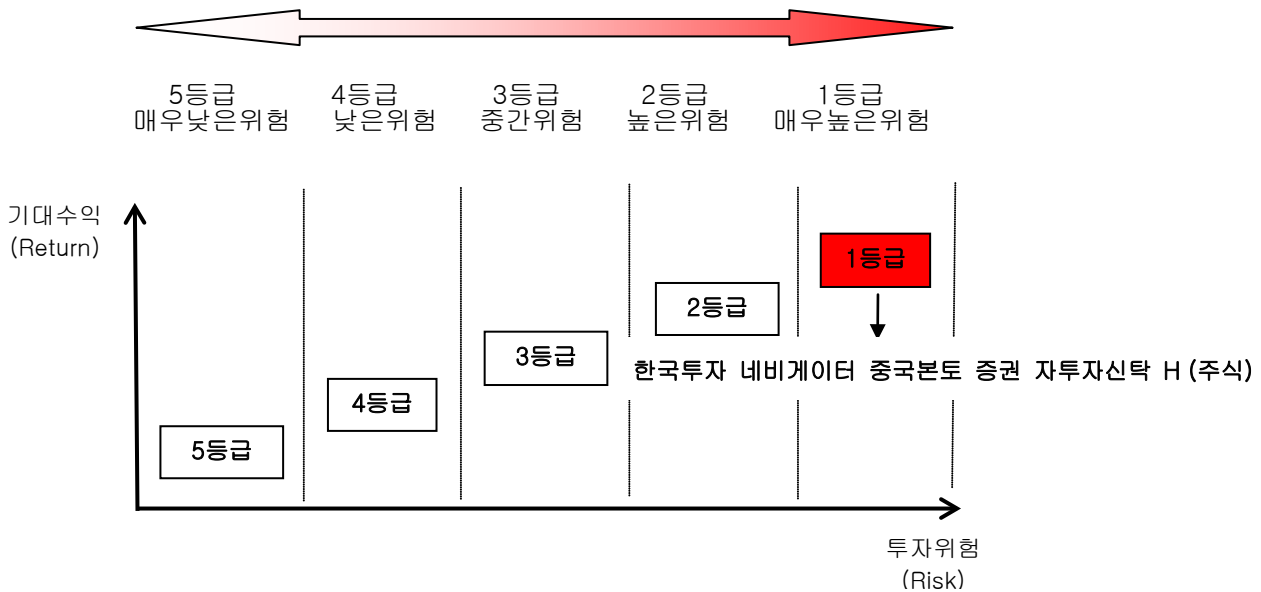 5등급
매우낮은위험
4등급
낮은위험
3등급
중간위험
2등급
높은위험
1등급
매우높은위험
기대수익
(Return)
1등급
2등급
3등급
한국투자 네비게이터 중국본토 증권 자투자신탁 H (주식)
4등급
5등급
투자위험
(Risk)